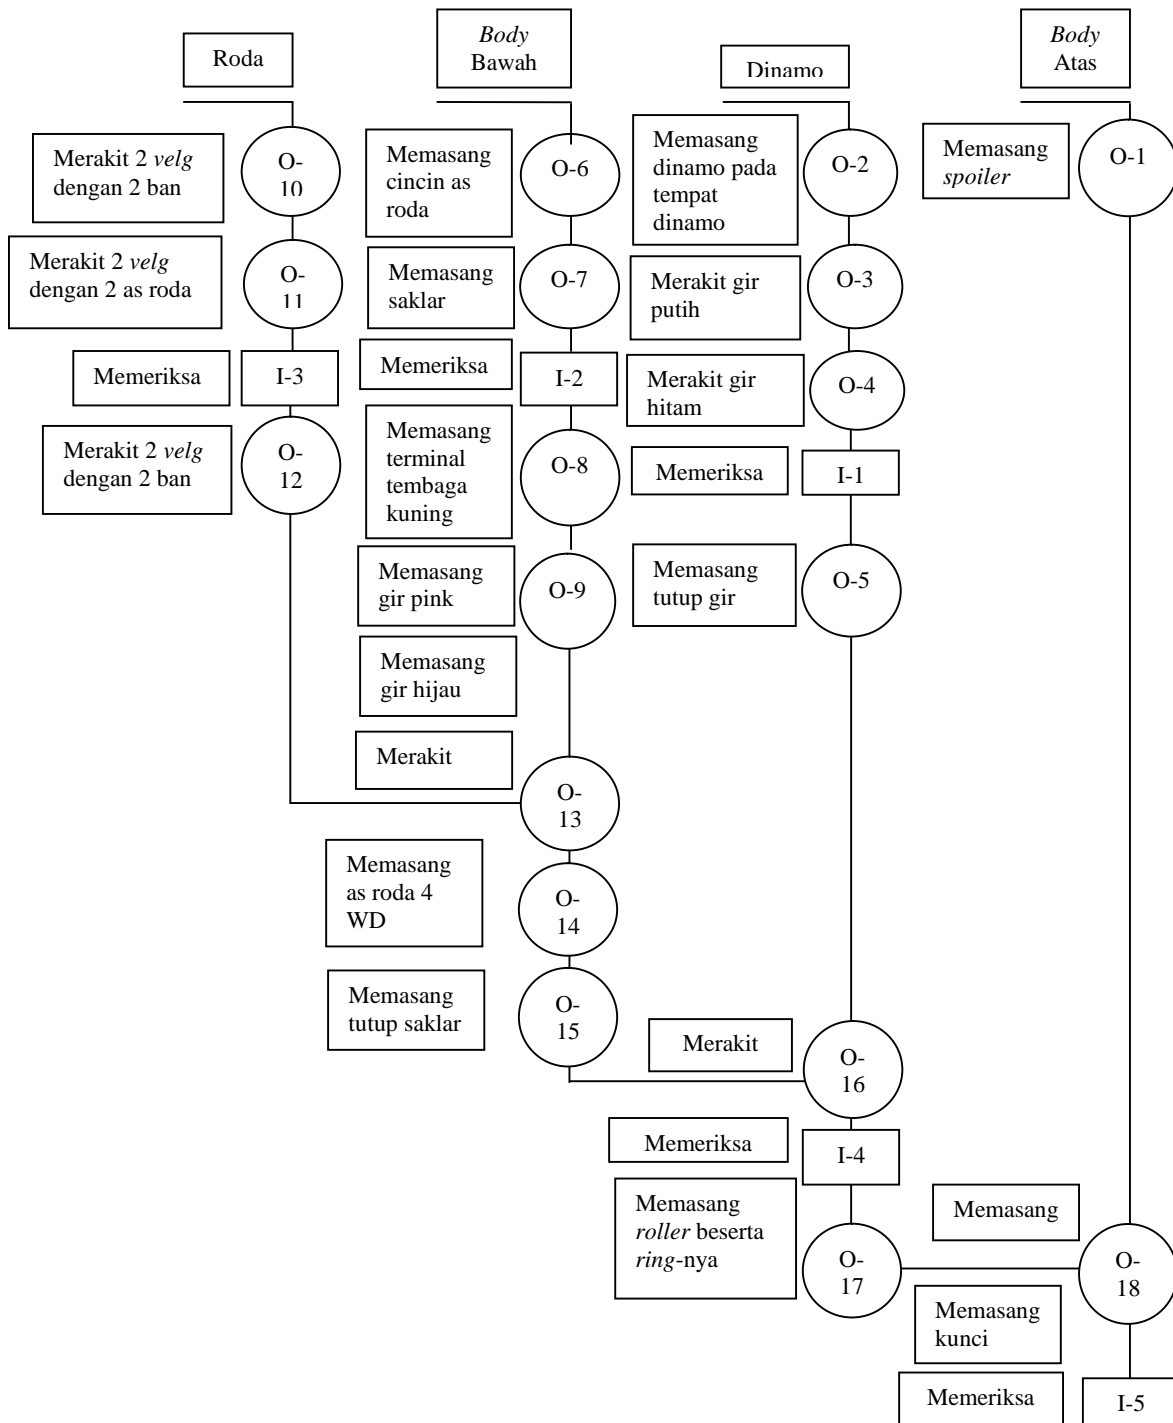 Roda
Body
Bawah
Dinamo
Body
Atas
Merakit 2 velg
dengan 2 ban
O-
10
Merakit 2 velg
dengan 2 as roda
O-
11
Memeriksa
I-3
Merakit 2 velg
dengan 2 ban
O-
12
Memasang
cincin as
roda
O-6
Memasang
saklar
O-7
Memeriksa
I-2
Memasang
terminal
tembaga
kuning
O-8
Memasang
gir pink
O-9
Memasang
gir hijau
Merakit
O-
13
Memasang
as roda 4
WD
O-
14
Memasang
tutup saklar
O-
15
Memasang
dinamo pada
tempat
dinamo
O-2
Merakit gir
putih
O-3
Merakit gir
hitam
O-4
Memeriksa
I-1
Memasang
tutup gir
O-5
Merakit
O-
16
Memeriksa
I-4
Memasang
roller beserta
ring-nya
O-
17
Memasang
spoiler
O-1
Memasang
O-
18
Memasang
kunci
Memeriksa
I-5